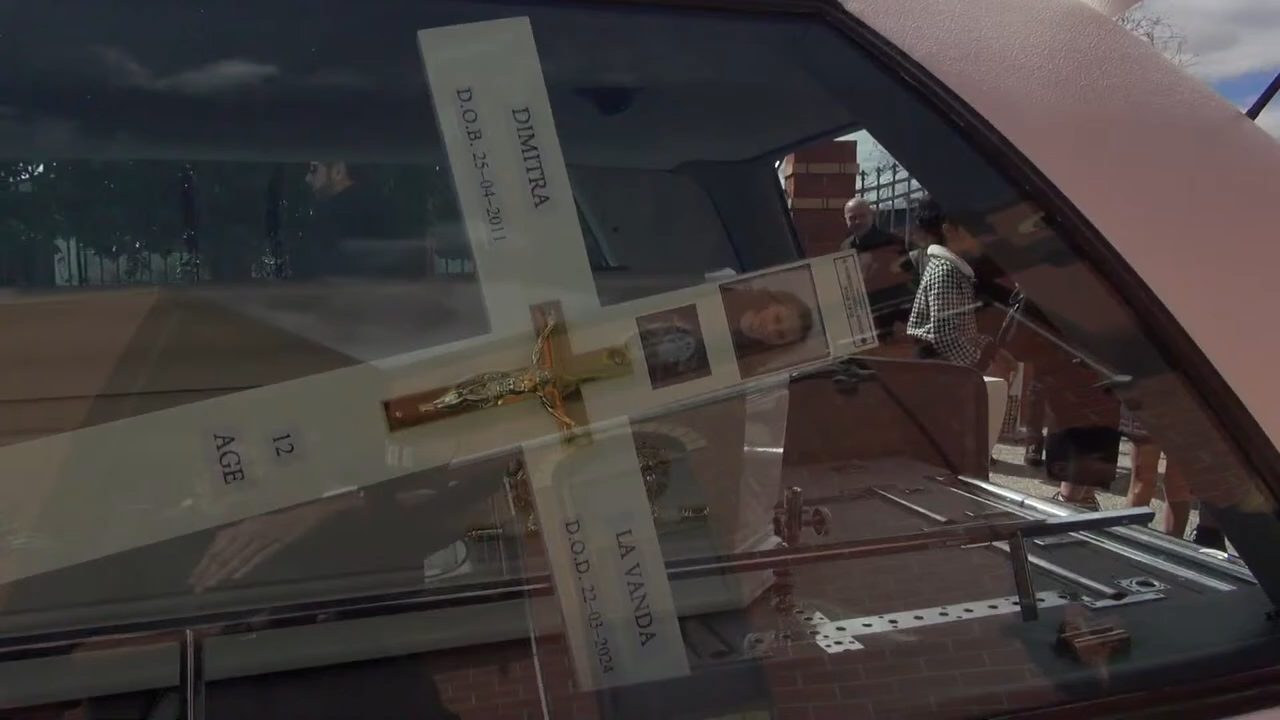 DIMITRA
D.O.B. 25-04-2011
LA VANDA
D.O.D. 22-03-2024
12
AGE